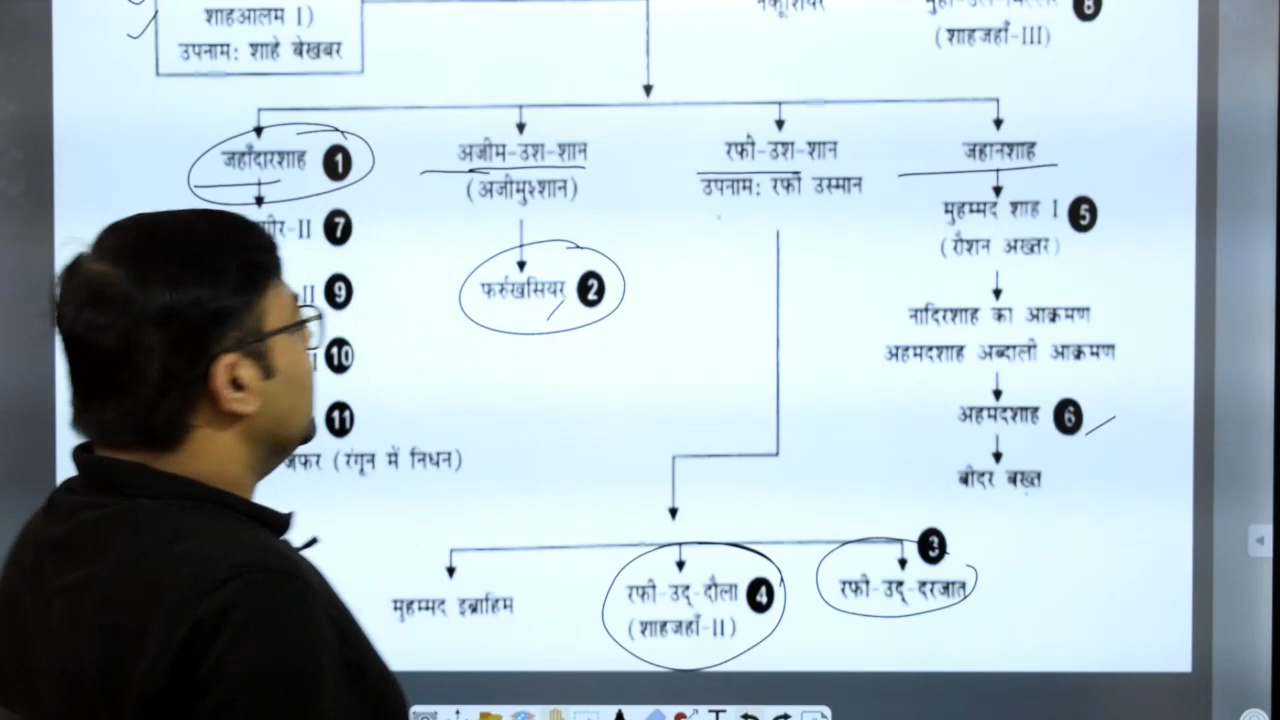 शाहआलम I)
उपनाम: शाहे बेखबर
(शाहजहाँ-III)
8
जहाँदारशाह 1
अजीम-उश-शान
(अजीमुश्शान)
रफी-उश-शान
उपनाम: रफी उस्मान
जहानशाह
मुहम्मद शाह I 5
(रौशन अख्तर)
-II 7
फर्रुखसियर 2
II 9
नादिरशाह का आक्रमण
अहमदशाह अब्दाली आक्रमण
I 10
11
अहमदशाह 6
जफर (रंगून में निधन)
बीदर बख्त
3
मुहम्मद इब्राहिम
रफी-उद्-दौला 4
(शाहजहाँ-II)
रफी-उद्-दरजात